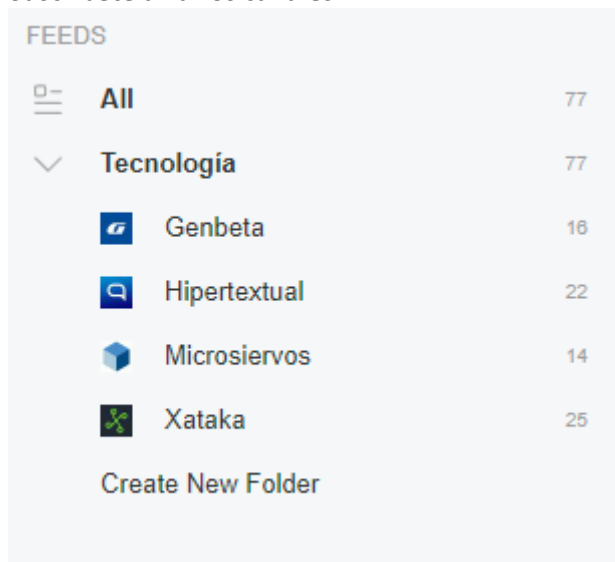 FEEDS
All 77
Tecnología 77
Genbeta 16
Hipertextual 22
Microsiervos 14
Xataka 25
Create New Folder